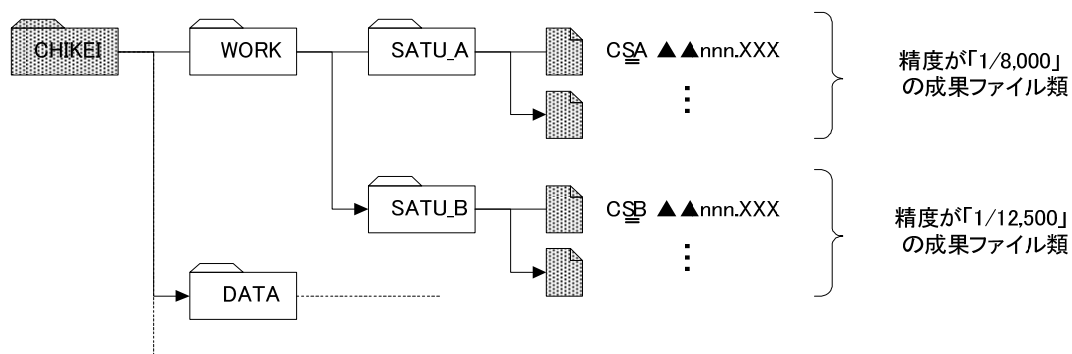 CHIKEI
WORK
SATU_A
CSA ▲▲nnn.XXX
⋮
精度が「1/8,000」
の成果ファイル類
SATU_B
CSB ▲▲nnn.XXX
⋮
精度が「1/12,500」
の成果ファイル類
DATA